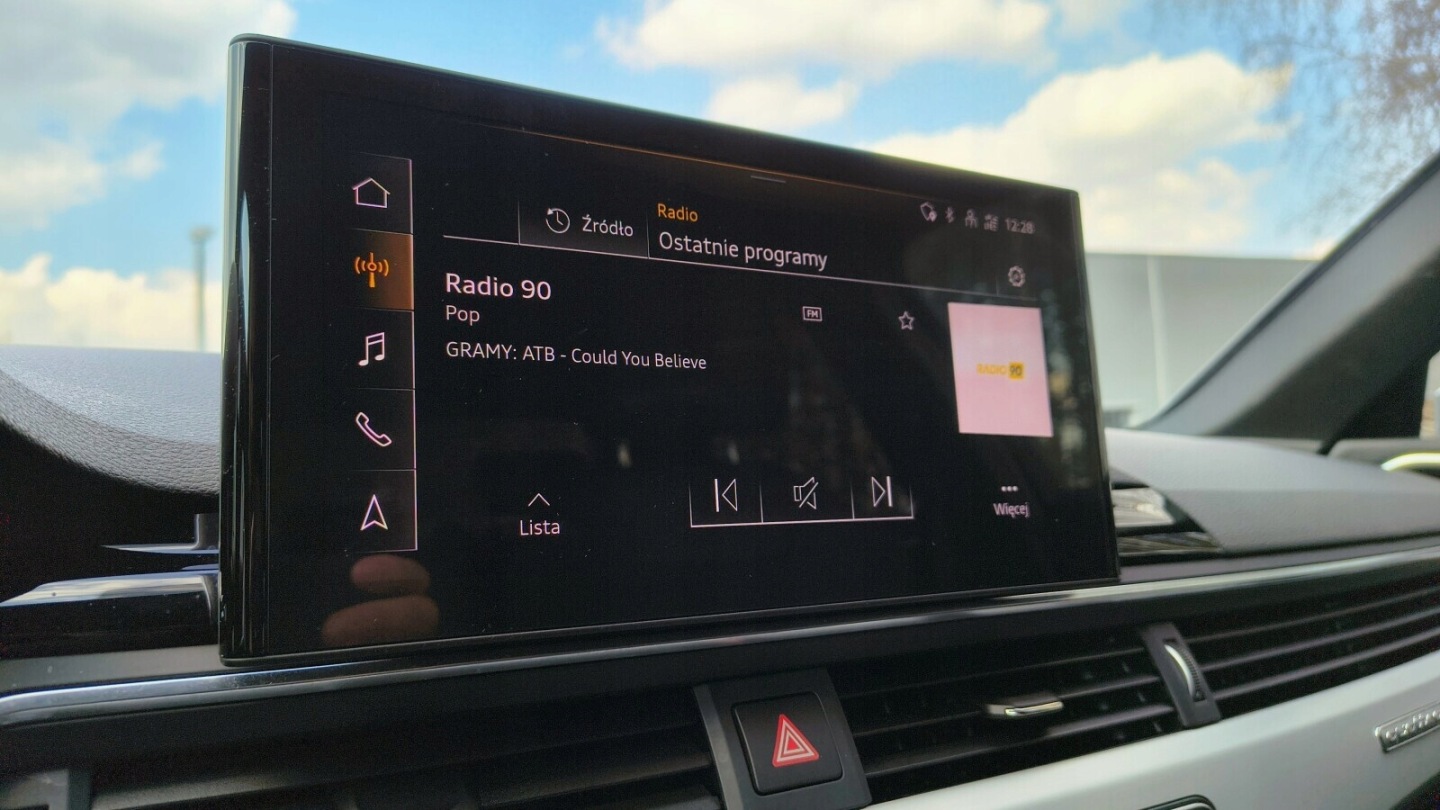 Radio
Źródło
Ostatnie programy
12:28
Radio 90
Pop
FM
GRAMY: ATB - Could You Believe
RADIO 90
Lista
Więcej